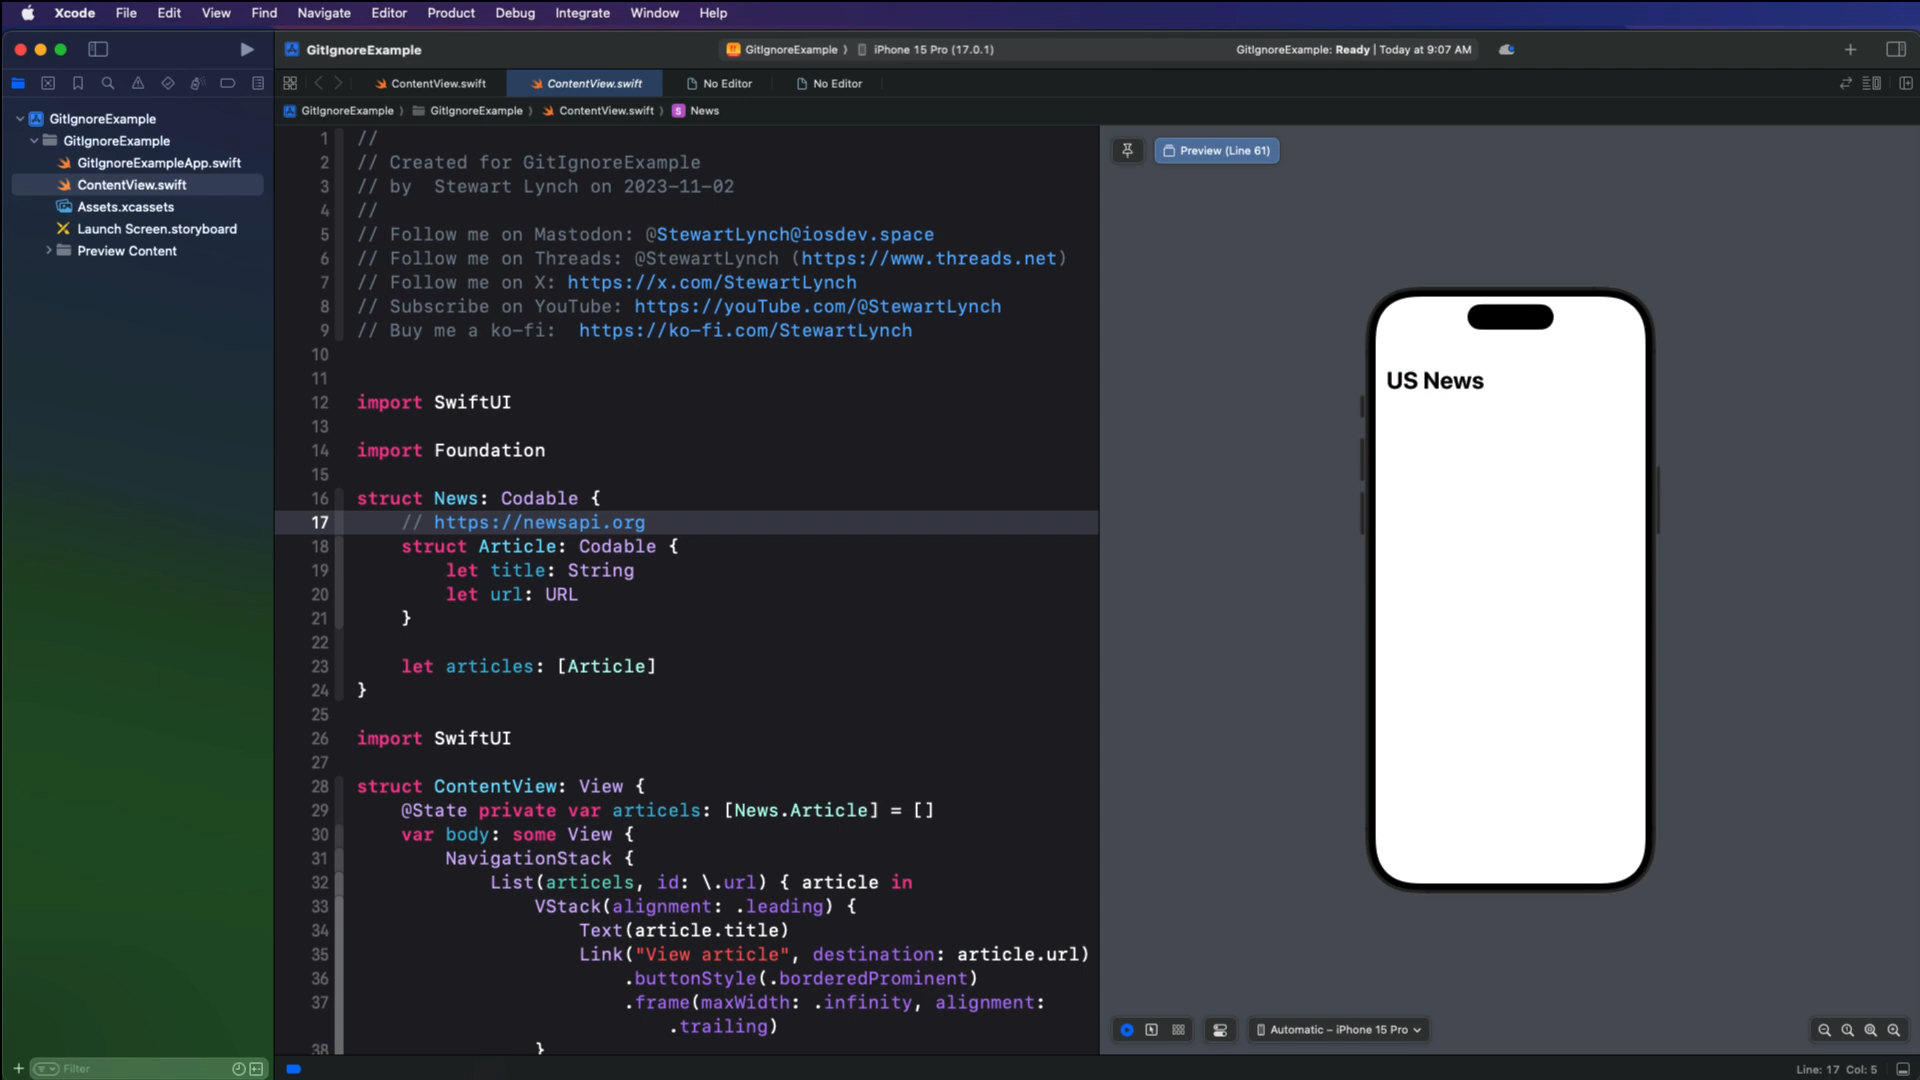 Xcode File Edit View Find Navigate Editor Product Debug Integrate Window Help
GitIgnoreExample
GitIgnoreExample 〉 iPhone 15 Pro (17.0.1)
GitIgnoreExample: Ready | Today at 9:07 AM
ContentView.swift
ContentView.swift
No Editor
No Editor
GitIgnoreExample 〉 GitIgnoreExample 〉 ContentView.swift 〉 S News
GitIgnoreExample
GitIgnoreExample
GitIgnoreExampleApp.swift
ContentView.swift
Assets.xcassets
Launch Screen.storyboard
Preview Content
Filter
1 //
2 // Created for GitIgnoreExample
3 // by  Stewart Lynch on 2023-11-02
4 //
5 // Follow me on Mastodon: @StewartLynch@iosdev.space
6 // Follow me on Threads: @StewartLynch (https://www.threads.net)
7 // Follow me on X: https://x.com/StewartLynch
8 // Subscribe on YouTube: https://youTube.com/@StewartLynch
9 // Buy me a ko-fi:  https://ko-fi.com/StewartLynch
10
11
12 import SwiftUI
13
14 import Foundation
15
16 struct News: Codable {
17     // https://newsapi.org
18     struct Article: Codable {
19         let title: String
20         let url: URL
21     }
22
23     let articles: [Article]
24 }
25
26 import SwiftUI
27
28 struct ContentView: View {
29     @State private var articels: [News.Article] = []
30     var body: some View {
31         NavigationStack {
32             List(articels, id: \.url) { article in
33                 VStack(alignment: .leading) {
34                     Text(article.title)
35                     Link("View article", destination: article.url)
36                         .buttonStyle(.borderedProminent)
37                         .frame(maxWidth: .infinity, alignment:
.trailing)
38                 }
Preview (Line 61)
US News
Automatic – iPhone 15 Pro
Line: 17 Col: 5